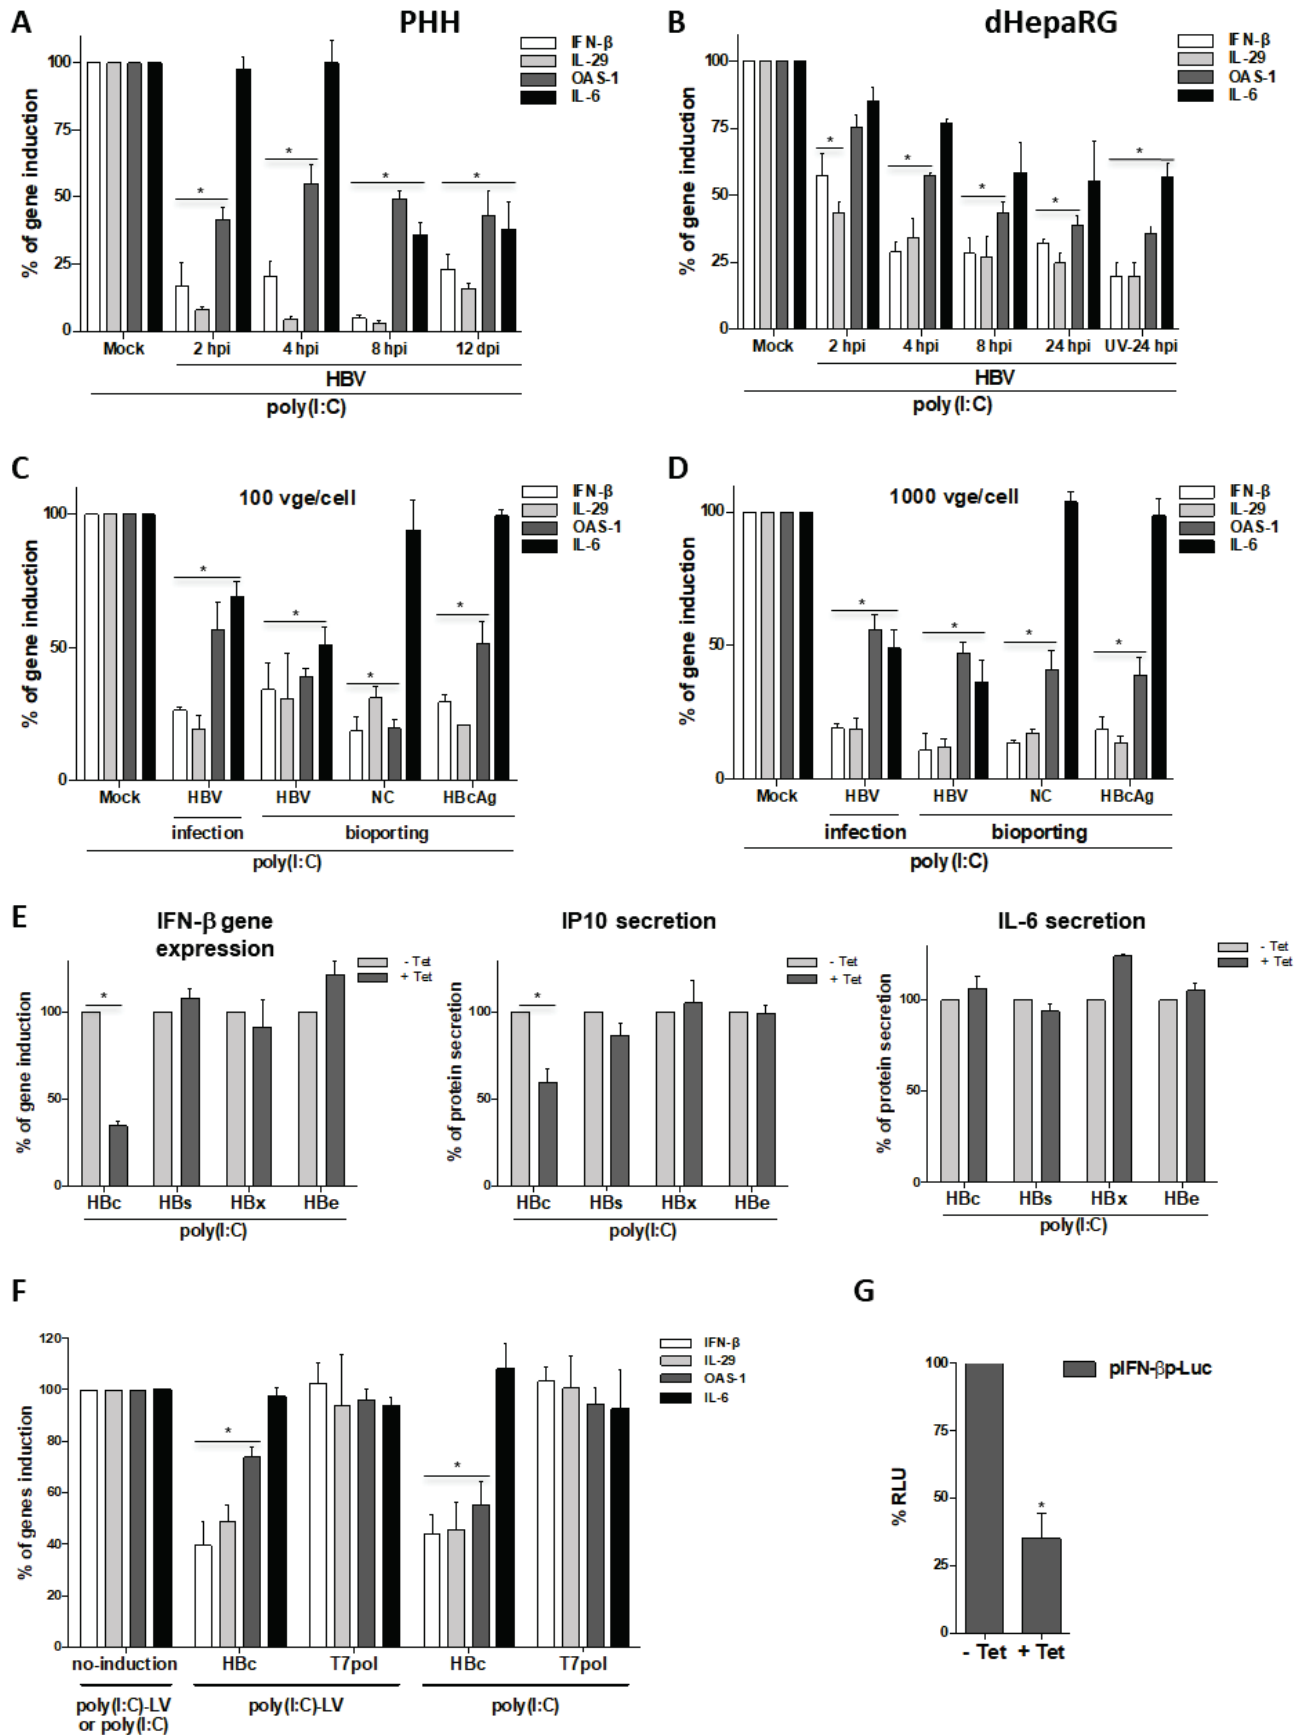 A
PHH
IFN-β
IL-29
OAS-1
IL-6
% of gene induction
100
75
50
25
0
*
*
*
*
Mock
2 hpi
4 hpi
8 hpi
12 dpi
HBV
poly(I:C)
B
dHepaRG
IFN-β
IL-29
OAS-1
IL-6
% of gene induction
100
75
50
25
0
*
*
*
*
*
Mock
2 hpi
4 hpi
8 hpi
24 hpi
UV-24 hpi
HBV
poly(I:C)
C
100 vge/cell
IFN-β
IL-29
OAS-1
IL-6
% of gene induction
100
50
0
*
*
*
*
Mock
HBV
HBV
NC
HBcAg
infection
bioporting
poly(I:C)
D
1000 vge/cell
IFN-β
IL-29
OAS-1
IL-6
% of gene induction
100
50
0
*
*
*
*
Mock
HBV
HBV
NC
HBcAg
infection
bioporting
poly(I:C)
E
IFN-β gene
expression
- Tet
+ Tet
% of gene induction
100
50
0
*
HBc
HBs
HBx
HBe
poly(I:C)
IP10 secretion
- Tet
+ Tet
% of protein secretion
100
50
0
*
HBc
HBs
HBx
HBe
poly(I:C)
IL-6 secretion
- Tet
+ Tet
% of protein secretion
100
50
0
HBc
HBs
HBx
HBe
poly(I:C)
F
IFN-β
IL-29
OAS-1
IL-6
% of genes induction
120
100
80
60
40
20
0
*
*
no-induction
HBc
T7pol
HBc
T7pol
poly(I:C)-LV
or poly(I:C)
poly(I:C)-LV
poly(I:C)
G
pIFN-βp-Luc
% RLU
100
75
50
25
0
*
- Tet
+ Tet